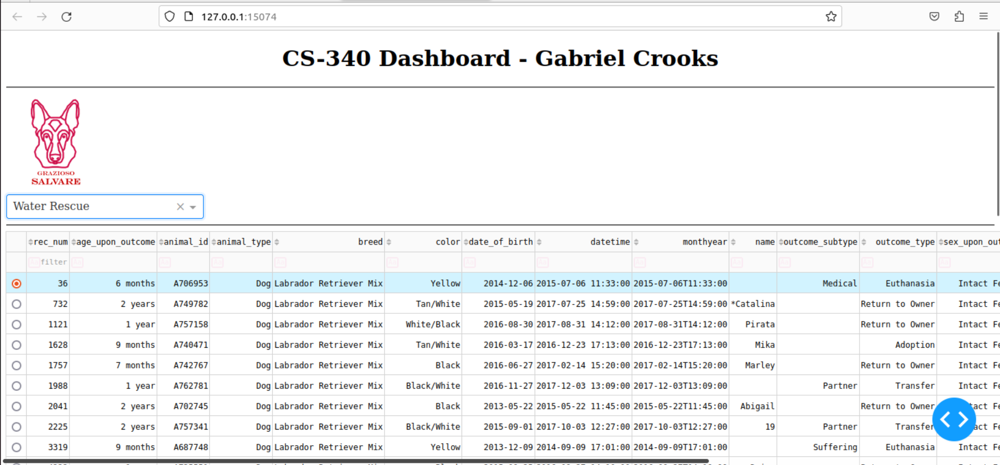 127.0.0.1:15074
CS-340 Dashboard - Gabriel Crooks
GRAZIOSO
SALVARE
Water Rescue
rec_num age_upon_outcome animal_id animal_type breed color date_of_birth datetime monthyear name outcome_subtype outcome_type sex_upon_out
Aa filter Aa Aa Aa Aa Aa Aa Aa Aa Aa Aa Aa Aa
36 6 months A706953 Dog Labrador Retriever Mix Yellow 2014-12-06 2015-07-06 11:33:00 2015-07-06T11:33:00 Medical Euthanasia Intact Fe
732 2 years A749782 Dog Labrador Retriever Mix Tan/White 2015-05-19 2017-07-25 14:59:00 2017-07-25T14:59:00 *Catalina Return to Owner Intact Fe
1121 1 year A757158 Dog Labrador Retriever Mix White/Black 2016-08-30 2017-08-31 14:12:00 2017-08-31T14:12:00 Pirata Return to Owner Intact Fe
1628 9 months A740471 Dog Labrador Retriever Mix Tan/White 2016-03-17 2016-12-23 17:13:00 2016-12-23T17:13:00 Mika Adoption Intact Fe
1757 7 months A742767 Dog Labrador Retriever Mix Black 2016-06-27 2017-02-14 15:20:00 2017-02-14T15:20:00 Marley Return to Owner Intact Fe
1988 1 year A762781 Dog Labrador Retriever Mix Black/White 2016-11-27 2017-12-03 13:09:00 2017-12-03T13:09:00 Partner Transfer Intact Fe
2041 2 years A702745 Dog Labrador Retriever Mix Black 2013-05-22 2015-05-22 11:45:00 2015-05-22T11:45:00 Abigail Return to Owner tact Fe
2225 2 years A757341 Dog Labrador Retriever Mix Black/White 2015-09-01 2017-10-03 12:27:00 2017-10-03T12:27:00 19 Partner Transfer act Fe
3319 9 months A687748 Dog Labrador Retriever Mix Yellow 2013-12-09 2014-09-09 17:01:00 2014-09-09T17:01:00 Suffering Euthanasia Intact Fe